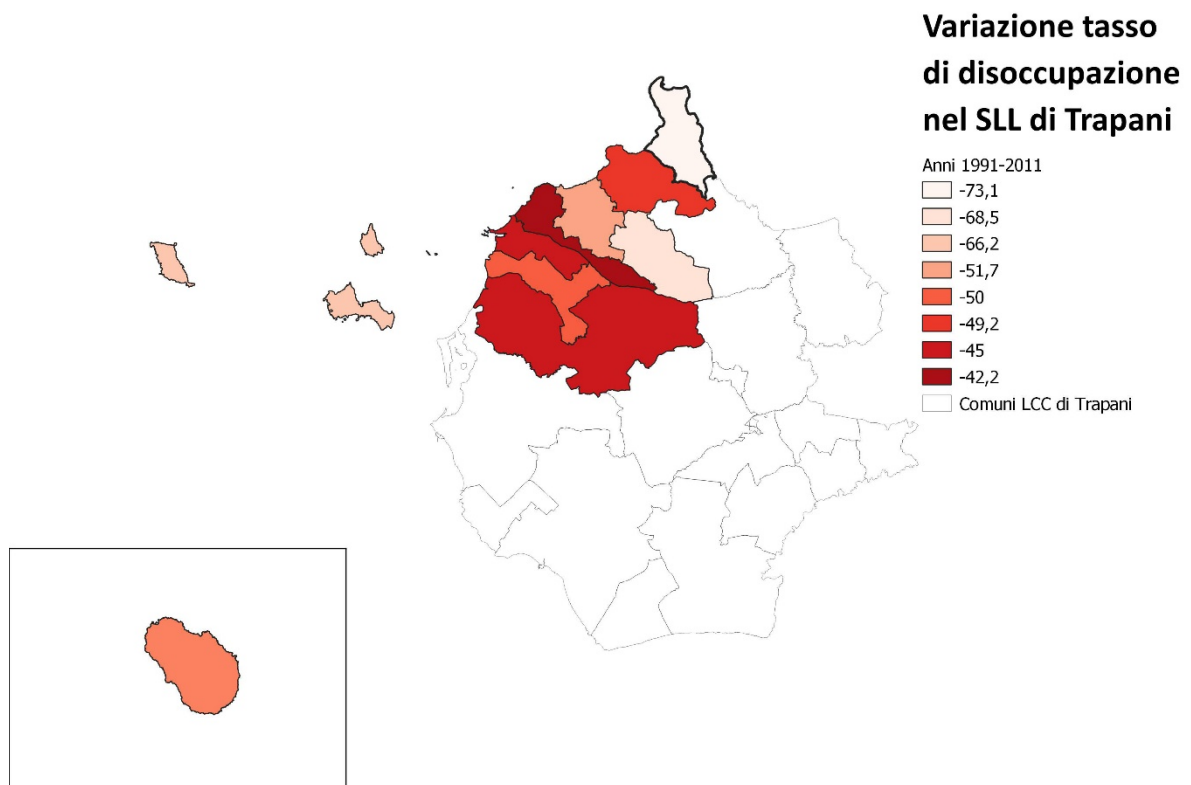 Variazione tasso
di disoccupazione
nel SLL di Trapani
Anni 1991-2011
-73,1
-68,5
-66,2
-51,7
-50
-49,2
-45
-42,2
Comuni LCC di Trapani